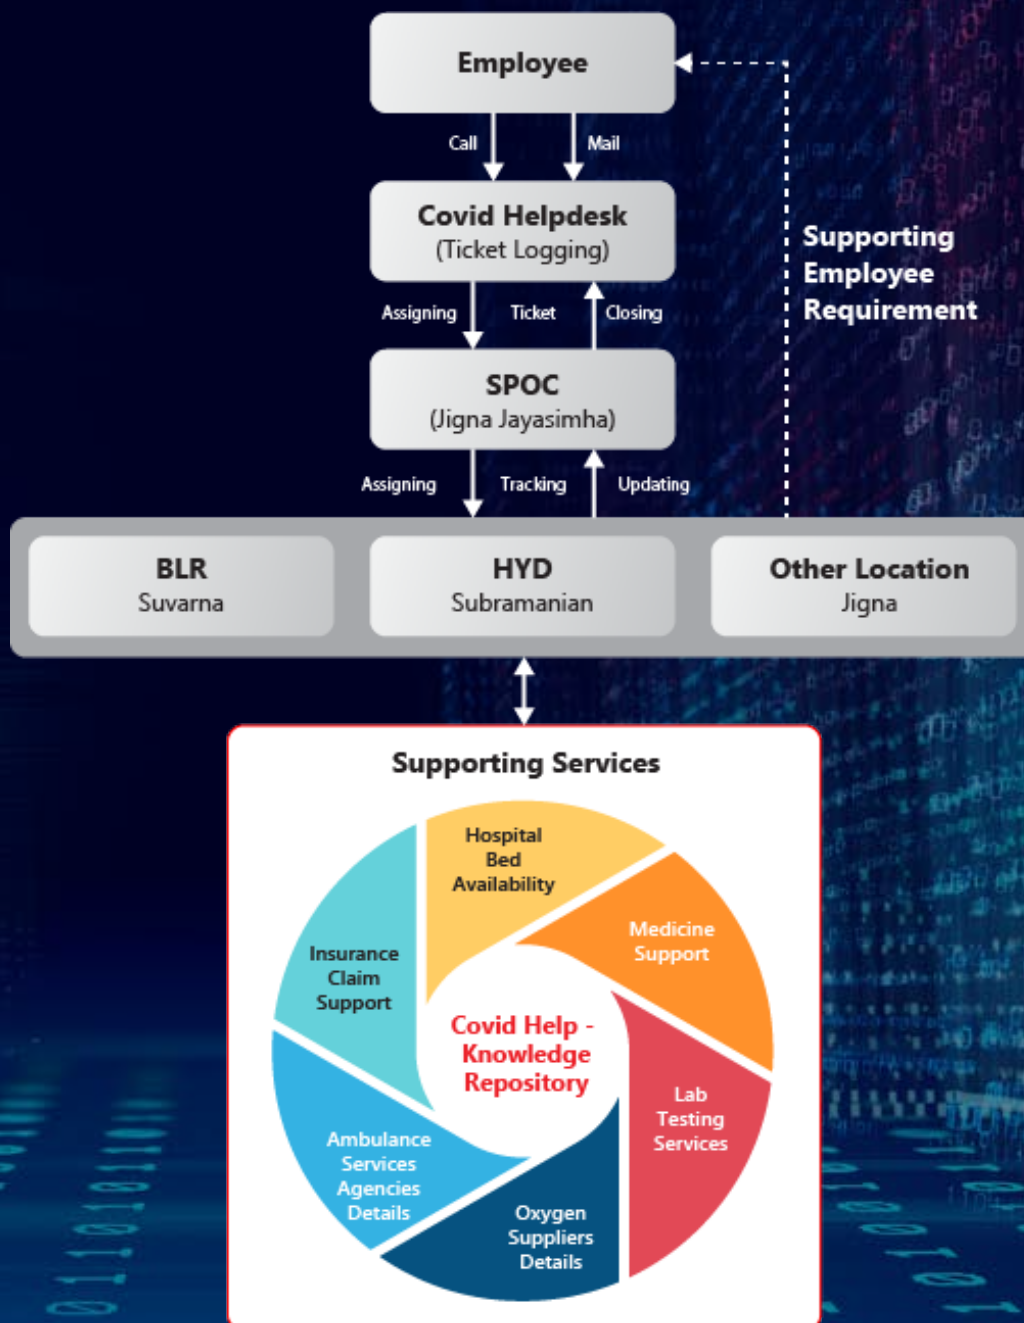 Employee
Call
Mail
Covid Helpdesk
(Ticket Logging)
Supporting
Employee
Requirement
Assigning
Ticket
Closing
SPOC
(Jigna Jayasimha)
Assigning
Tracking
Updating
BLR
Suvarna
HYD
Subramanian
Other Location
Jigna
Supporting Services
Hospital
Bed
Availability
Medicine
Support
Insurance
Claim
Support
Covid Help -
Knowledge
Repository
Lab
Testing
Services
Ambulance
Services
Agencies
Details
Oxygen
Suppliers
Details